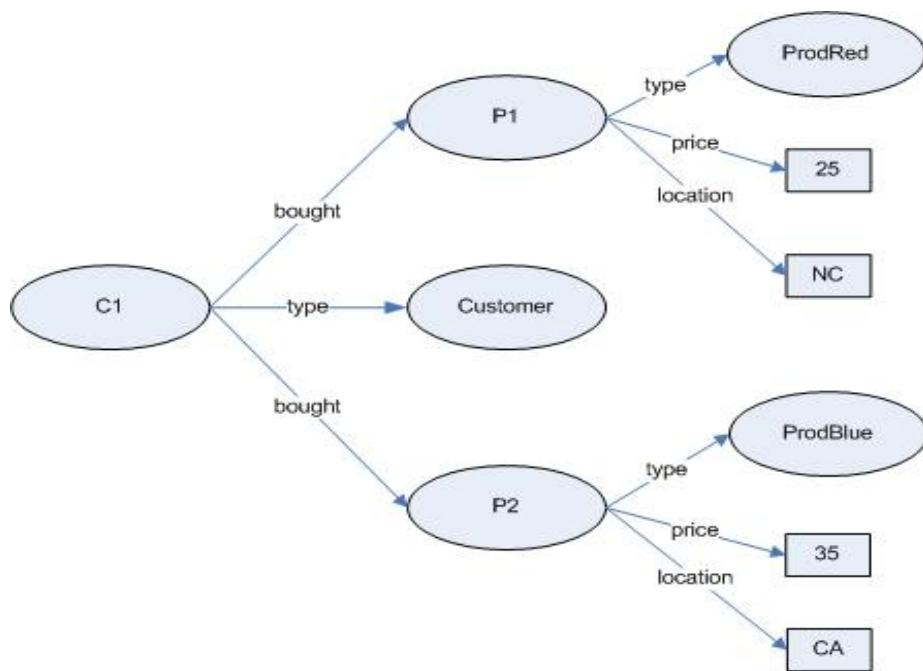 ProdRed
type
P1
price
25
location
bought
NC
C1
type
Customer
bought
ProdBlue
type
P2
price
35
location
CA